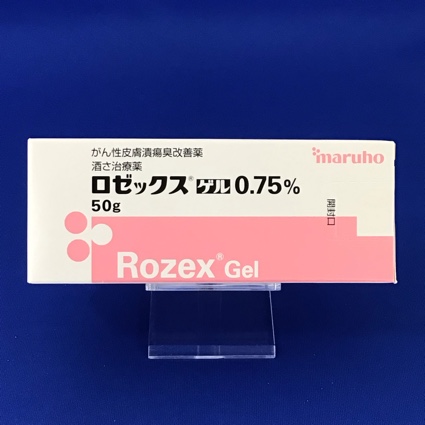 がん性皮膚潰瘍臭改善薬
酒さ治療薬
maruho
ロゼックス® ゲル 0.75%
50g
開封口
Rozex® Gel